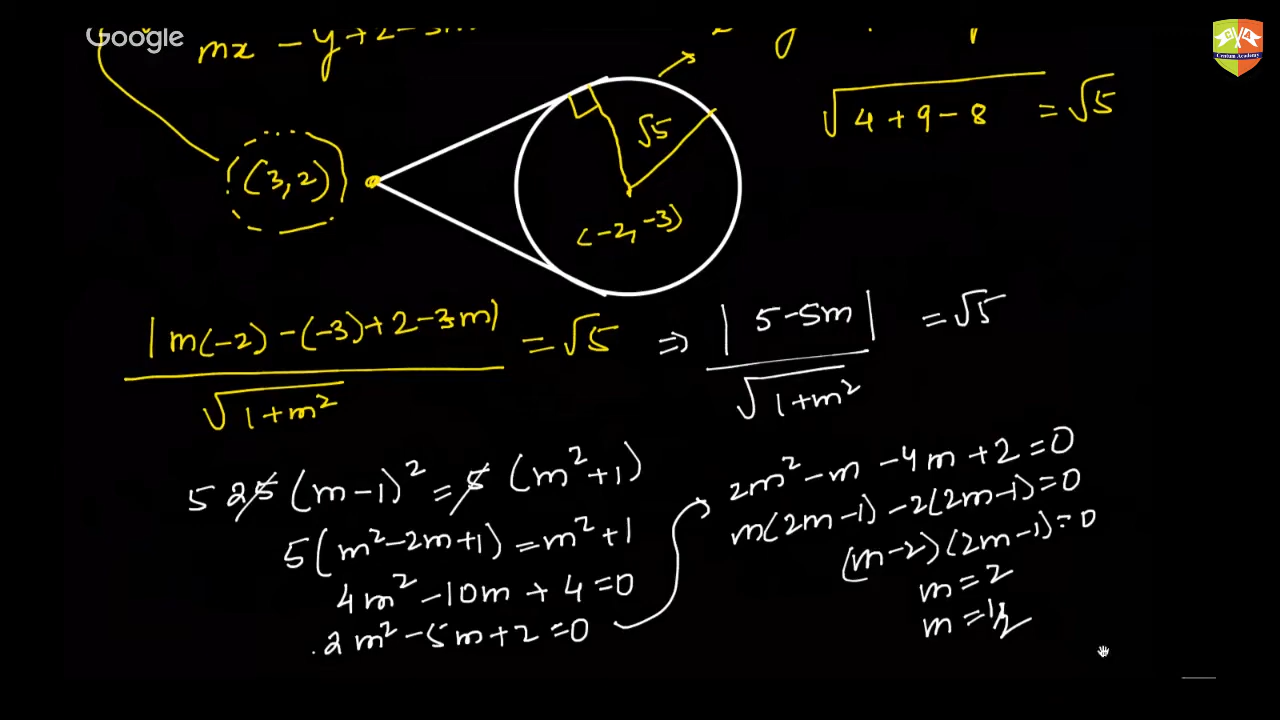 Google
mx - y + 2 - 3m
√(4 + 9 - 8) = √5
Centum Academy
√5
(3, 2)
(-2, -3)
|m(-2) - (-3) + 2 - 3m| / √(1 + m²) = √5 ⇒ |5 - 5m| / √(1 + m²) = √5
5 25 (m - 1)² = 5 (m² + 1)
5(m² - 2m + 1) = m² + 1
4m² - 10m + 4 = 0
2m² - 5m + 2 = 0
2m² - m - 4m + 2 = 0
m(2m - 1) - 2(2m - 1) = 0
(m - 2)(2m - 1) = 0
m = 2
m = 1/2